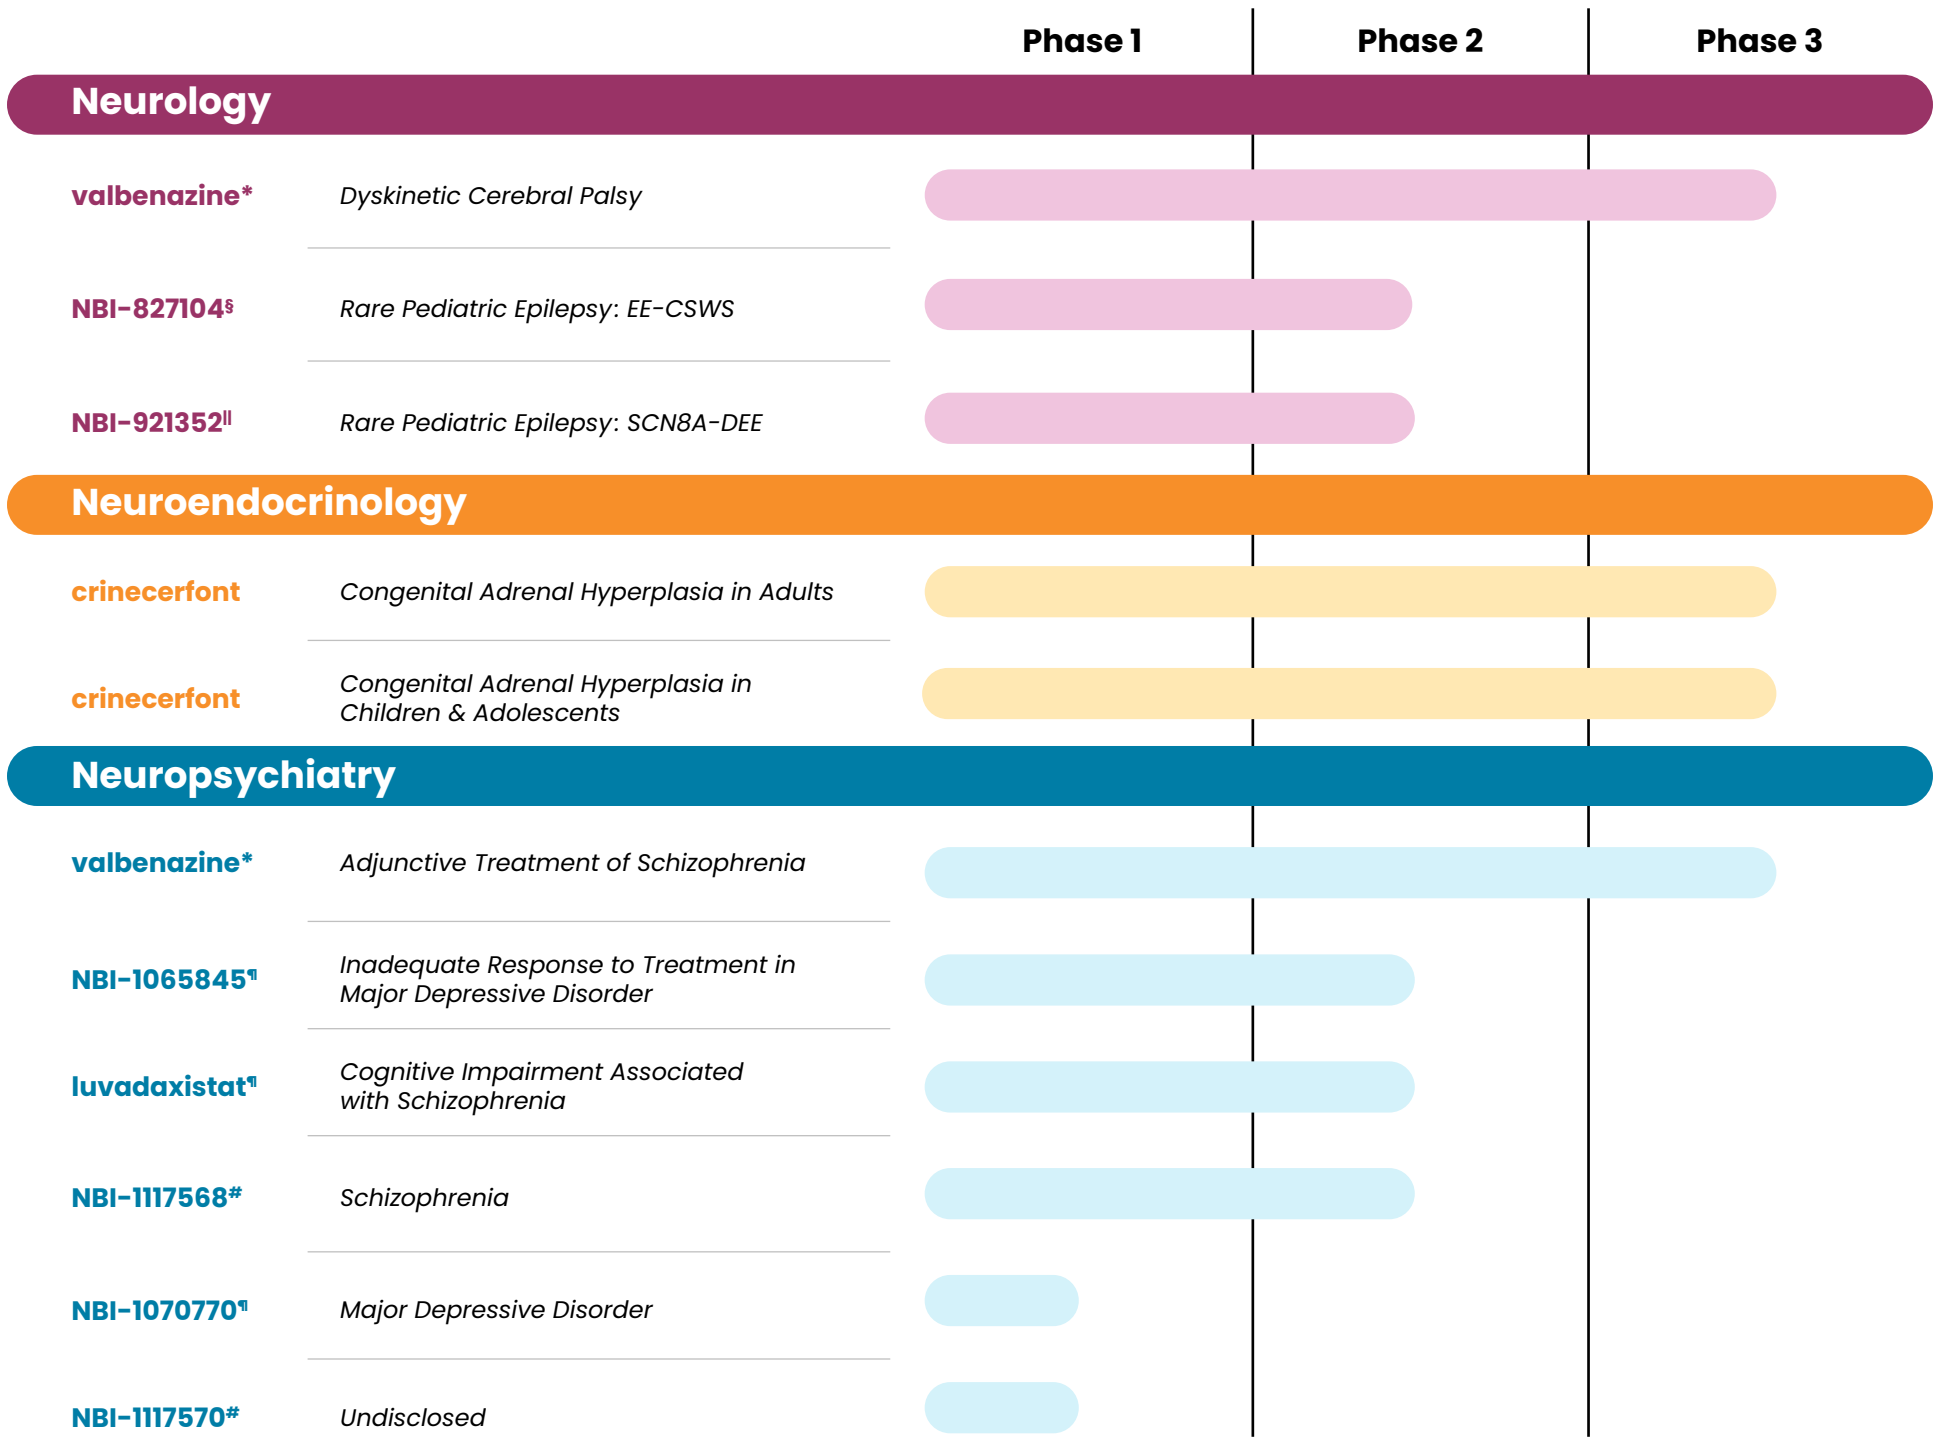 Phase 1 Phase 2 Phase 3
Neurology
valbenazine* Dyskinetic Cerebral Palsy
NBI-827104§ Rare Pediatric Epilepsy: EE-CSWS
NBI-921352|| Rare Pediatric Epilepsy: SCN8A-DEE
Neuroendocrinology
crinecerfont Congenital Adrenal Hyperplasia in Adults
crinecerfont Congenital Adrenal Hyperplasia in
Children & Adolescents
Neuropsychiatry
valbenazine* Adjunctive Treatment of Schizophrenia
NBI-1065845¶ Inadequate Response to Treatment in
Major Depressive Disorder
luvadaxistat¶ Cognitive Impairment Associated
with Schizophrenia
NBI-1117568# Schizophrenia
NBI-1070770¶ Major Depressive Disorder
NBI-1117570# Undisclosed